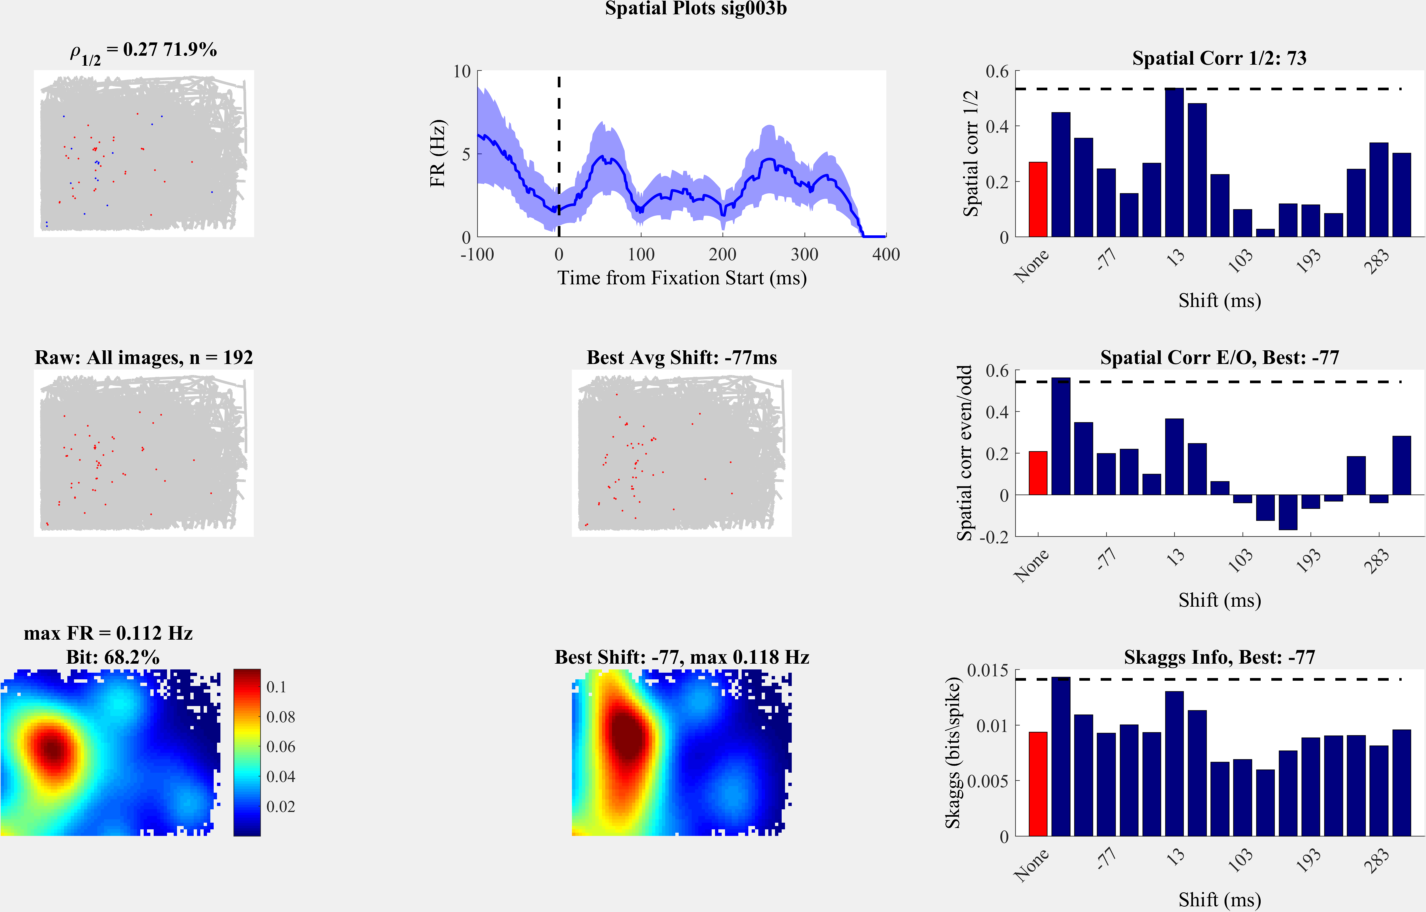 Spatial Plots sig003b
ρ1/2 = 0.27 71.9%
10
5
0
FR (Hz)
-100 0 100 200 300 400
Time from Fixation Start (ms)
Spatial Corr 1/2: 73
0.6
0.4
0.2
0
Spatial corr 1/2
None -77 13 103 193 283
Shift (ms)
Raw: All images, n = 192
Best Avg Shift: -77ms
Spatial Corr E/O, Best: -77
0.6
0.4
0.2
0
-0.2
Spatial corr even/odd
None -77 13 103 193 283
Shift (ms)
max FR = 0.112 Hz
Bit: 68.2%
0.1
0.08
0.06
0.04
0.02
Best Shift: -77, max 0.118 Hz
Skaggs Info, Best: -77
0.015
0.01
0.005
0
Skaggs (bits\spike)
None -77 13 103 193 283
Shift (ms)